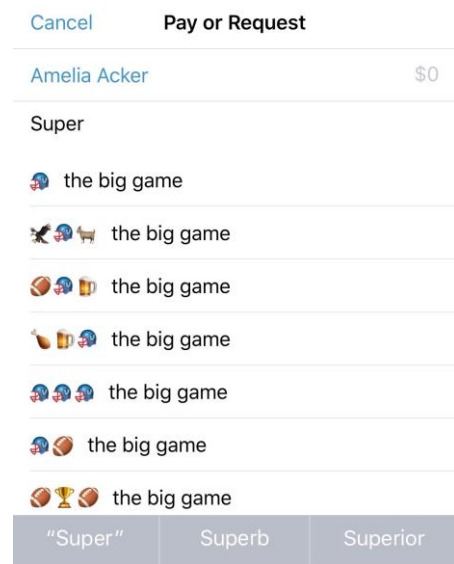 Cancel Pay or Request
Amelia Acker $0
Super
the big game
the big game
the big game
the big game
the big game
the big game
the big game
"Super" Superb Superior